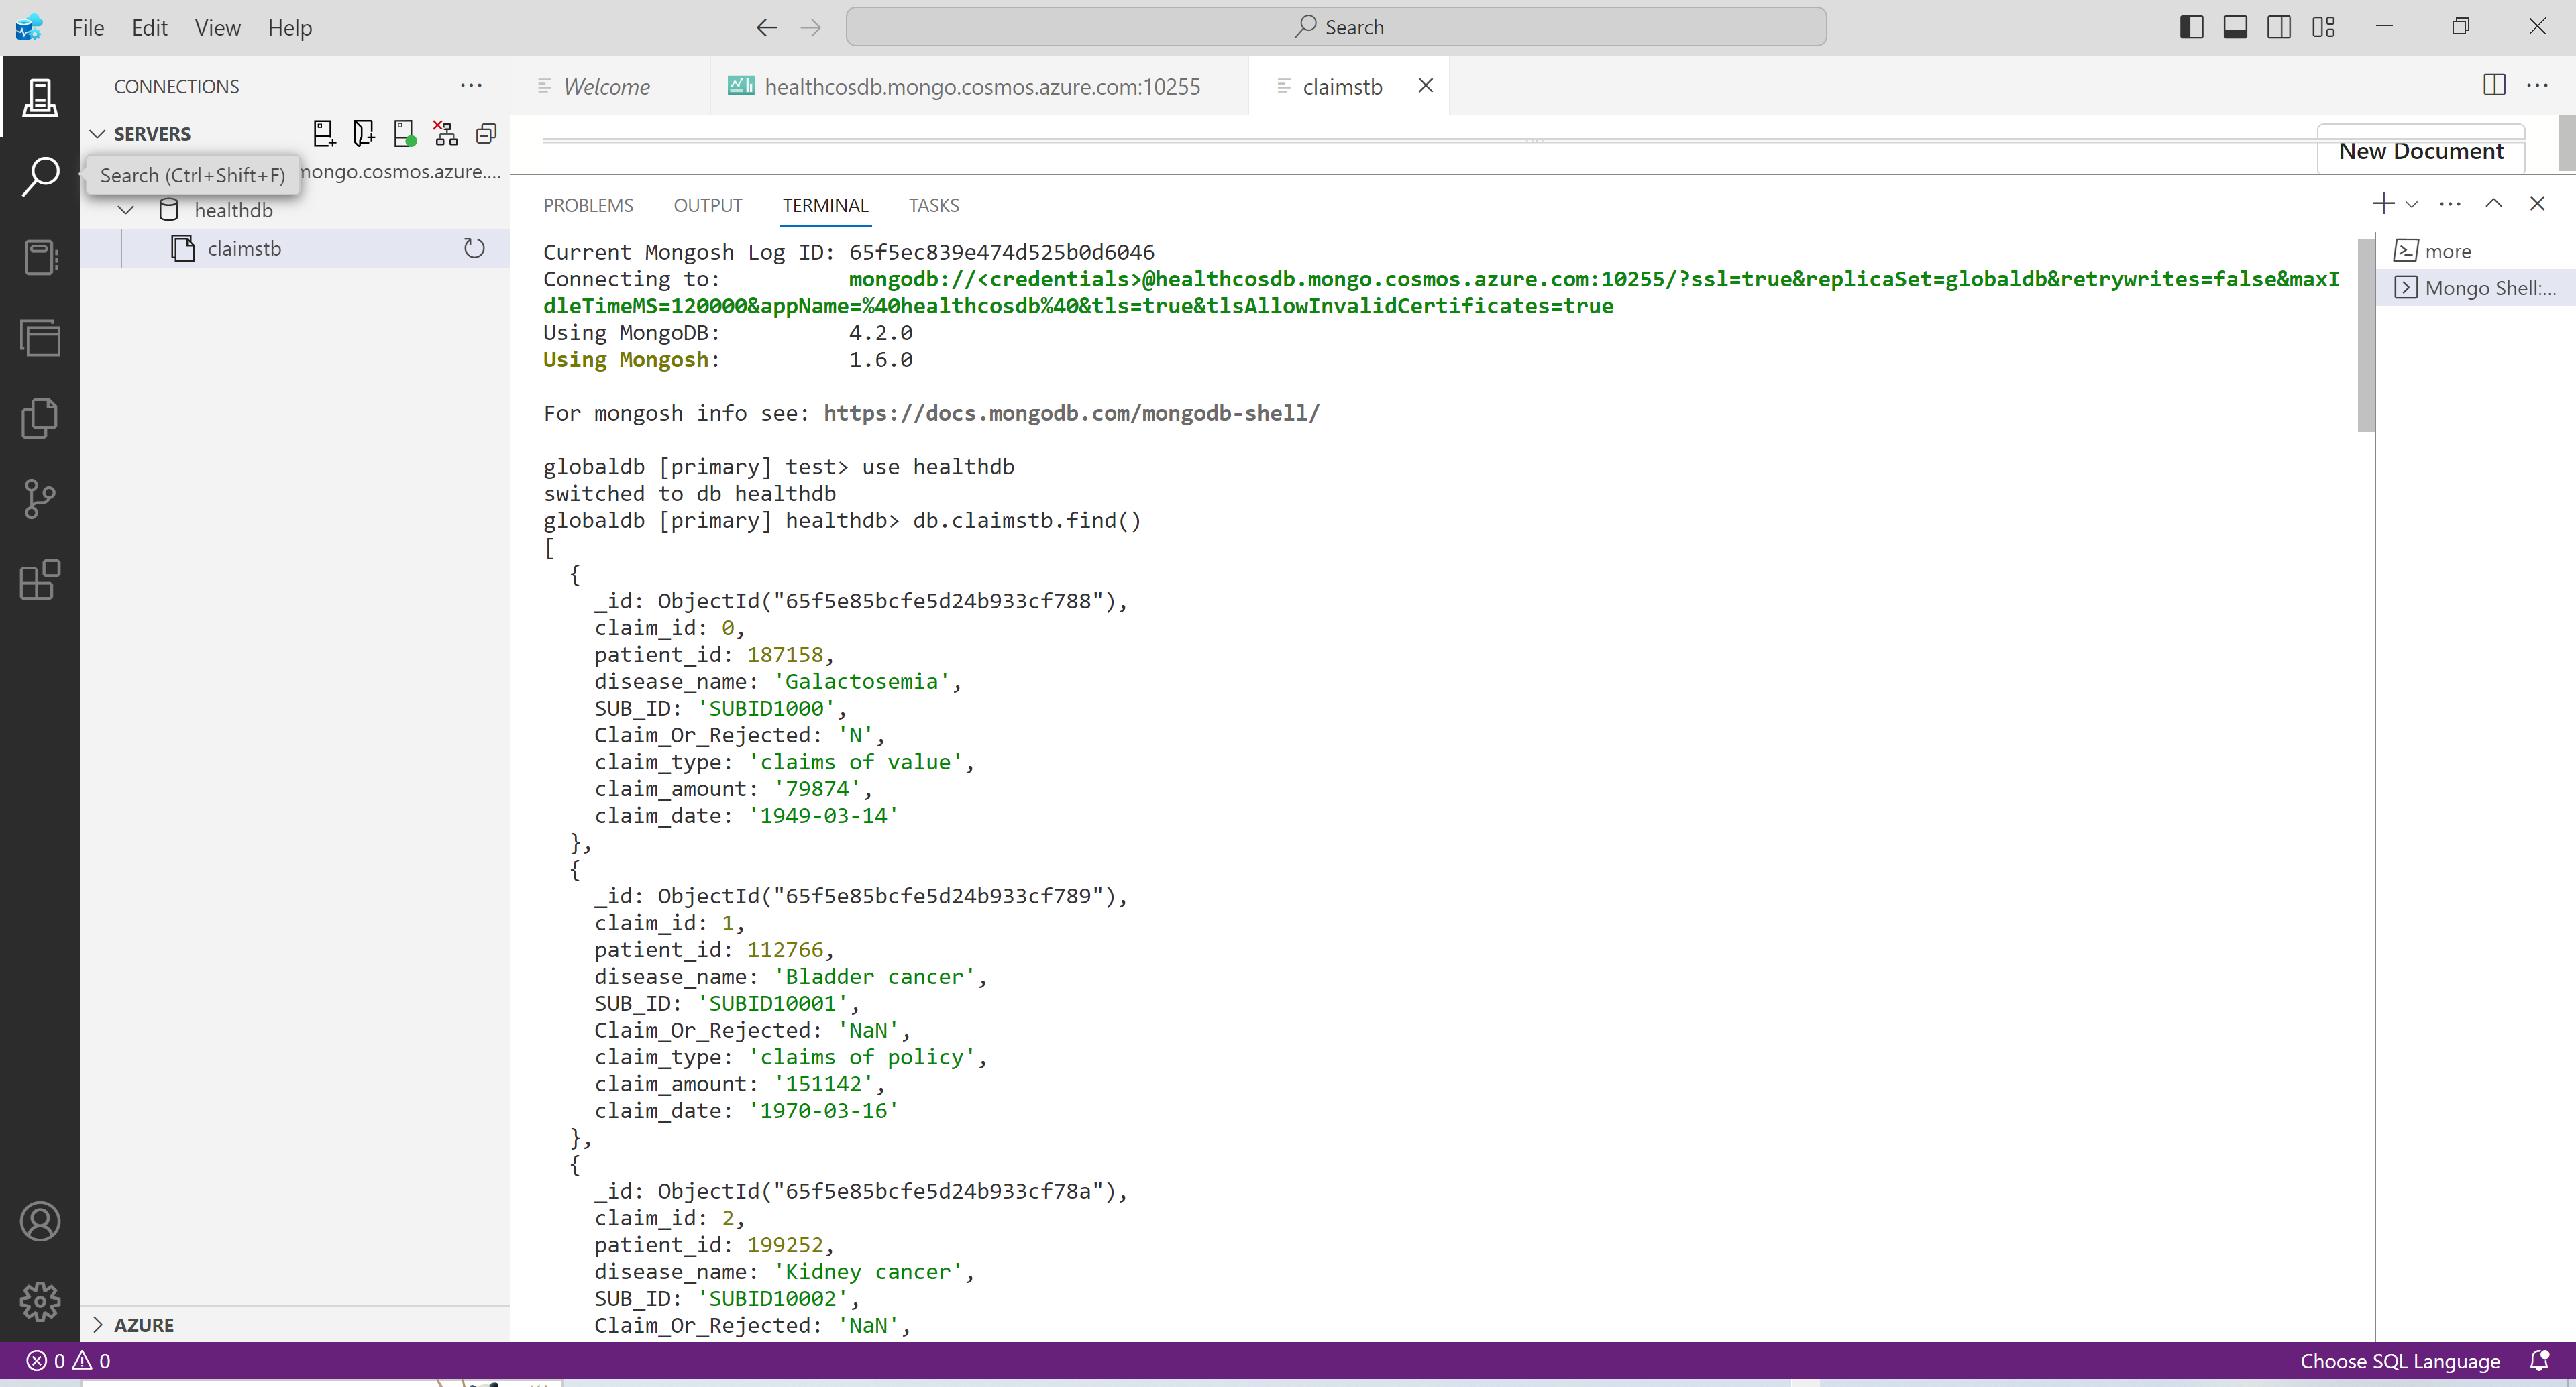 File Edit View Help
Search
CONNECTIONS
Welcome
healthcosdb.mongo.cosmos.azure.com:10255
claimstb
SERVERS
Search (Ctrl+Shift+F)
mongo.cosmos.azure....
healthdb
claimstb
AZURE
New Document
PROBLEMS OUTPUT TERMINAL TASKS
more
Mongo Shell:...
Current Mongosh Log ID: 65f5ec839e474d525b0d6046
Connecting to: mongodb://<credentials>@healthcosdb.mongo.cosmos.azure.com:10255/?ssl=true&replicaSet=globaldb&retrywrites=false&maxI
dleTimeMS=120000&appName=%40healthcosdb%40&tls=true&tlsAllowInvalidCertificates=true
Using MongoDB: 4.2.0
Using Mongosh: 1.6.0
For mongosh info see: https://docs.mongodb.com/mongodb-shell/
globaldb [primary] test> use healthdb
switched to db healthdb
globaldb [primary] healthdb> db.claimstb.find()
[
{
_id: ObjectId("65f5e85bcfe5d24b933cf788"),
claim_id: 0,
patient_id: 187158,
disease_name: 'Galactosemia',
SUB_ID: 'SUBID1000',
Claim_Or_Rejected: 'N',
claim_type: 'claims of value',
claim_amount: '79874',
claim_date: '1949-03-14'
},
{
_id: ObjectId("65f5e85bcfe5d24b933cf789"),
claim_id: 1,
patient_id: 112766,
disease_name: 'Bladder cancer',
SUB_ID: 'SUBID10001',
Claim_Or_Rejected: 'NaN',
claim_type: 'claims of policy',
claim_amount: '151142',
claim_date: '1970-03-16'
},
{
_id: ObjectId("65f5e85bcfe5d24b933cf78a"),
claim_id: 2,
patient_id: 199252,
disease_name: 'Kidney cancer',
SUB_ID: 'SUBID10002',
Claim_Or_Rejected: 'NaN',
0 0
Choose SQL Language